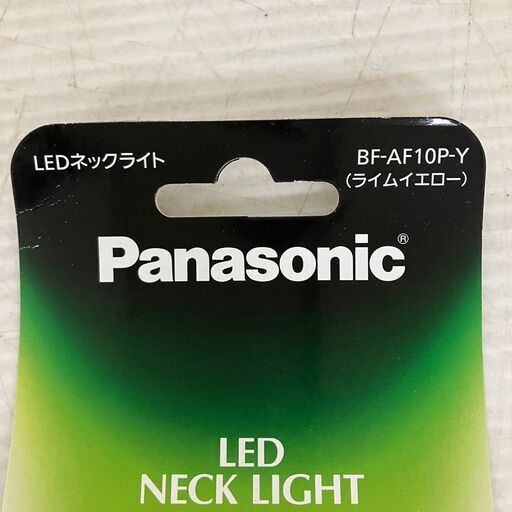 LEDネックライト
BF-AF10P-Y
(ライムイエロー)
Panasonic®
LED
NECK LIGHT